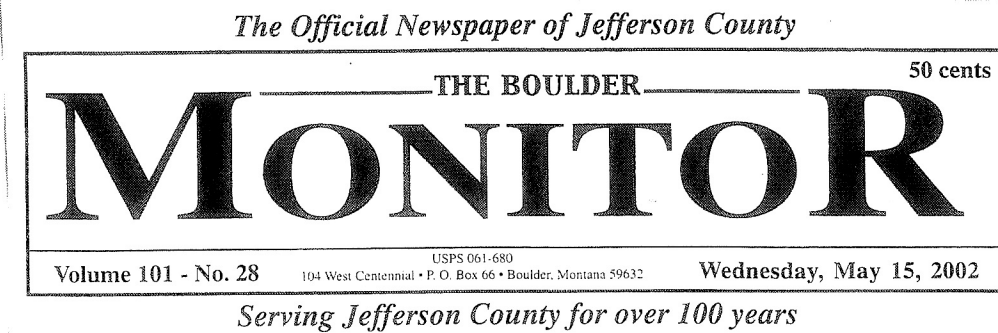 The Official Newspaper of Jefferson County
50 cents
THE BOULDER
MONITOR
USPS 061-680
Volume 101 - No. 28 104 West Centennial • P. O. Box 66 • Boulder, Montana 59632 Wednesday, May 15, 2002
Serving Jefferson County for over 100 years